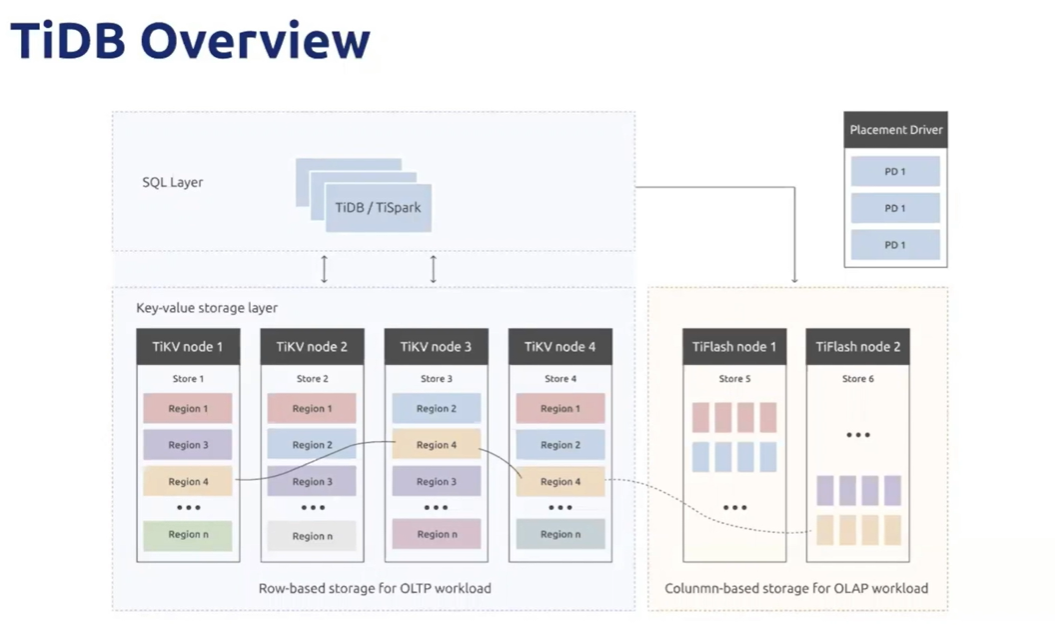 TiDB Overview
SQL Layer
TiDB / TiSpark
Placement Driver
PD 1
PD 1
PD 1
Key-value storage layer
TiKV node 1
Store 1
Region 1
Region 3
Region 4
•••
Region n
TiKV node 2
Store 2
Region 1
Region 2
Region 3
•••
Region n
TiKV node 3
Store 3
Region 2
Region 4
Region 3
•••
Region n
TiKV node 4
Store 4
Region 1
Region 2
Region 4
•••
Region n
Row-based storage for OLTP workload
TiFlash node 1
Store 5
•••
TiFlash node 2
Store 6
•••
Colunmn-based storage for OLAP workload